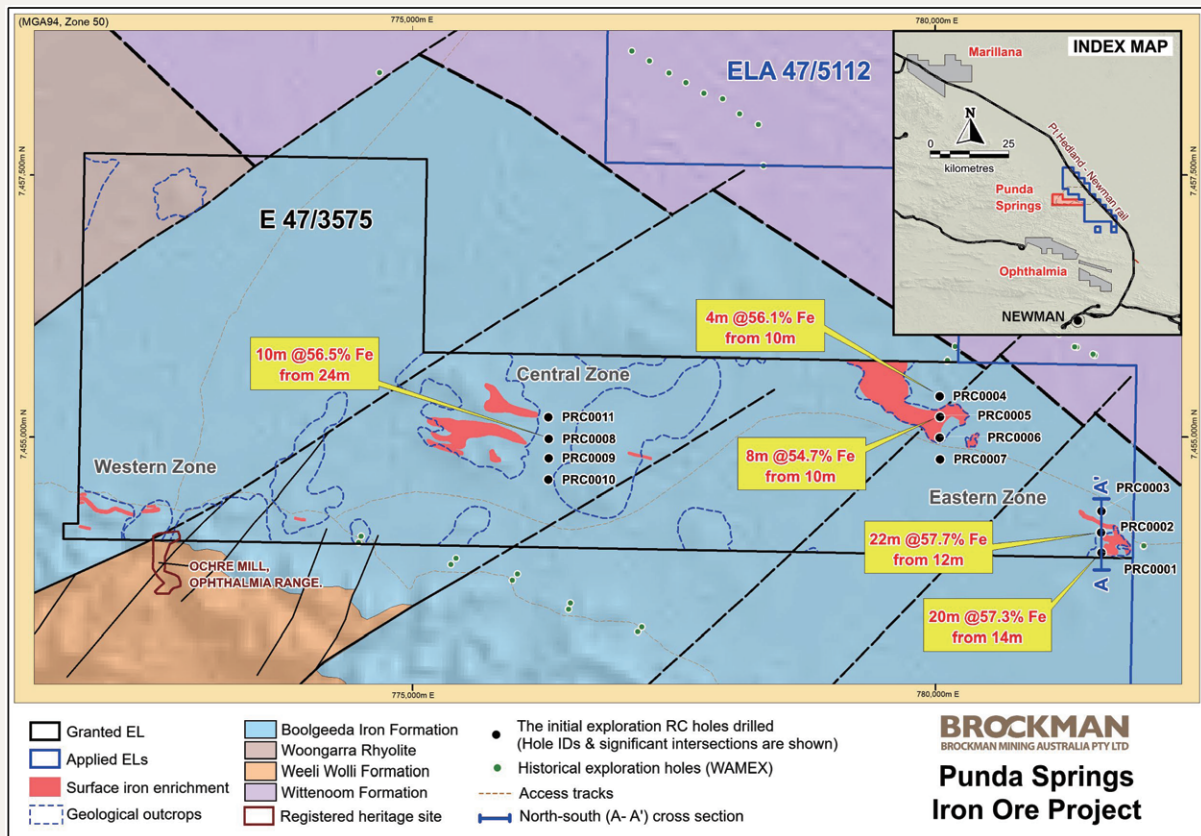 (MGA94, Zone 50)
775,000m E
780,000m E
7,457,500m N
7,457,500m N
ELA 47/5112
INDEX MAP
Marillana
N
0
25
kilometres
Pt Hedland - Newman rail
Punda
Springs
Ophthalmia
NEWMAN
E 47/3575
4m @56.1% Fe
from 10m
10m @56.5% Fe
from 24m
Central Zone
PRC0011
PRC0008
PRC0009
PRC0010
PRC0004
PRC0005
PRC0006
PRC0007
8m @54.7% Fe
from 10m
7,455,000m N
7,455,000m N
Western Zone
Eastern Zone
A'
PRC0003
PRC0002
PRC0001
A
22m @57.7% Fe
from 12m
20m @57.3% Fe
from 14m
OCHRE MILL,
OPHTHALMIA RANGE.
775,000m E
780,000m E
Granted EL
Applied ELs
Surface iron enrichment
Geological outcrops
Boolgeeda Iron Formation
Woongarra Rhyolite
Weeli Wolli Formation
Wittenoom Formation
Registered heritage site
The initial exploration RC holes drilled
(Hole IDs & significant intersections are shown)
Historical exploration holes (WAMEX)
Access tracks
North-south (A- A') cross section
BROCKMAN
BROCKMAN MINING AUSTRALIA PTY LTD
Punda Springs
Iron Ore Project